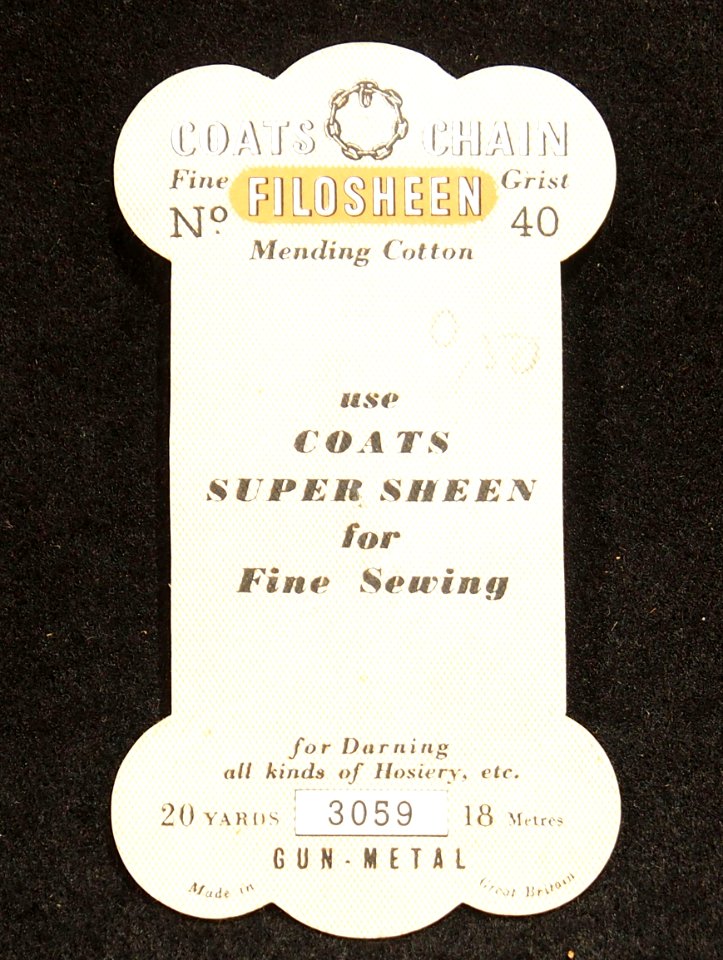 COATS CHAIN
Fine FILOSHEEN Grist
Nº 40
Mending Cotton
use
COATS
SUPER SHEEN
for
Fine Sewing
for Darning
all kinds of Hosiery, etc.
20 YARDS 3059 18 Metres
GUN-METAL
Made in Great Britain